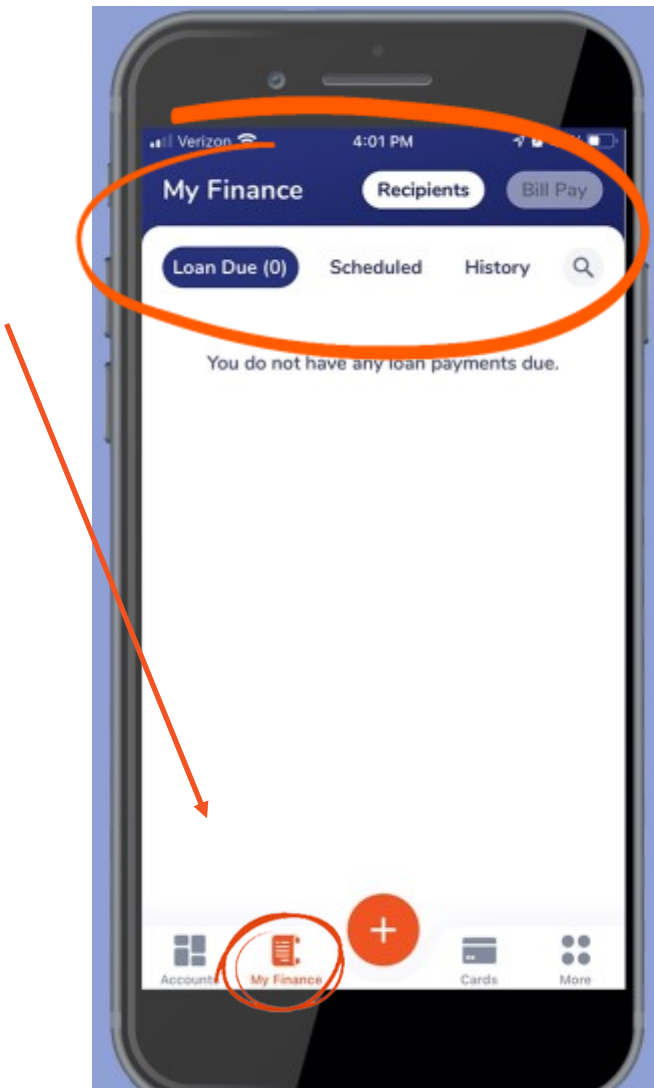 Verizon 4:01 PM %
My Finance Recipients Bill Pay
Loan Due (0) Scheduled History
You do not have any loan payments due.
Accounts My Finance Cards More